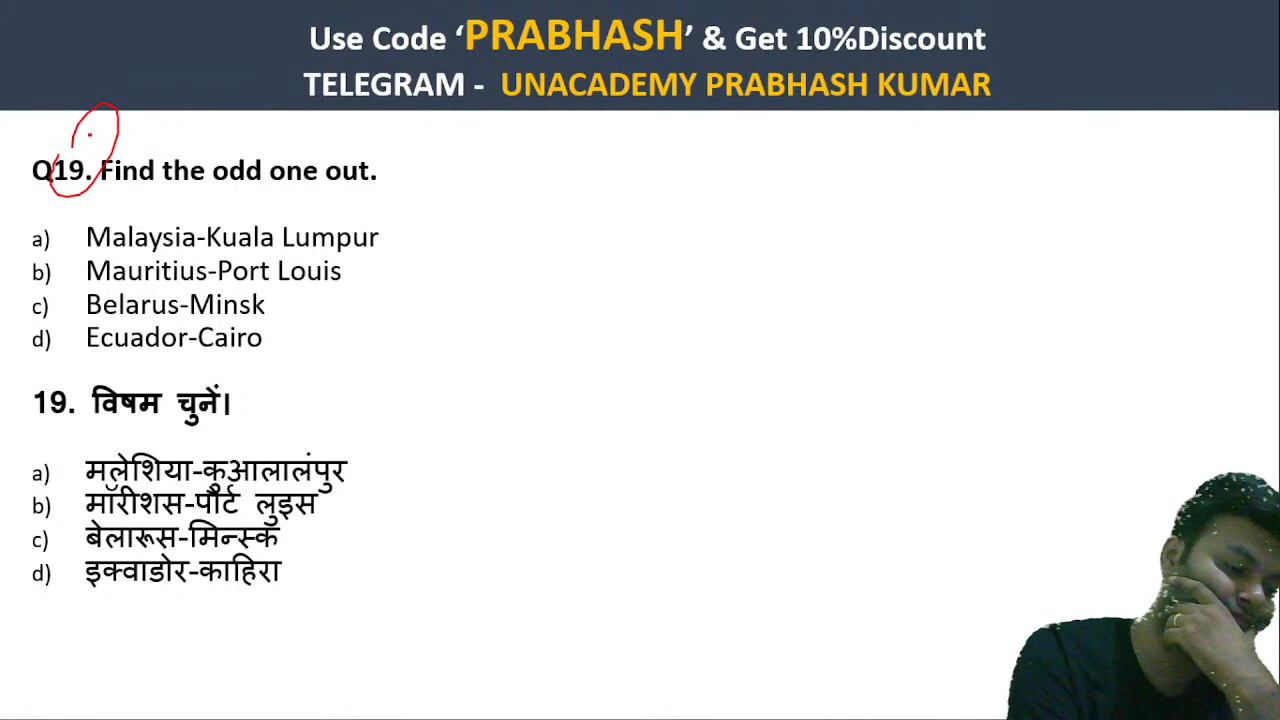 Use Code ‘PRABHASH’ & Get 10%Discount
TELEGRAM - UNACADEMY PRABHASH KUMAR
Q19. Find the odd one out.
a) Malaysia-Kuala Lumpur
b) Mauritius-Port Louis
c) Belarus-Minsk
d) Ecuador-Cairo
19. विषम चुनें।
a) मलेशिया-कुआलालंपुर
b) मॉरीशस-पोर्ट लुइस
c) बेलारूस-मिन्स्क
d) इक्वाडोर-काहिरा